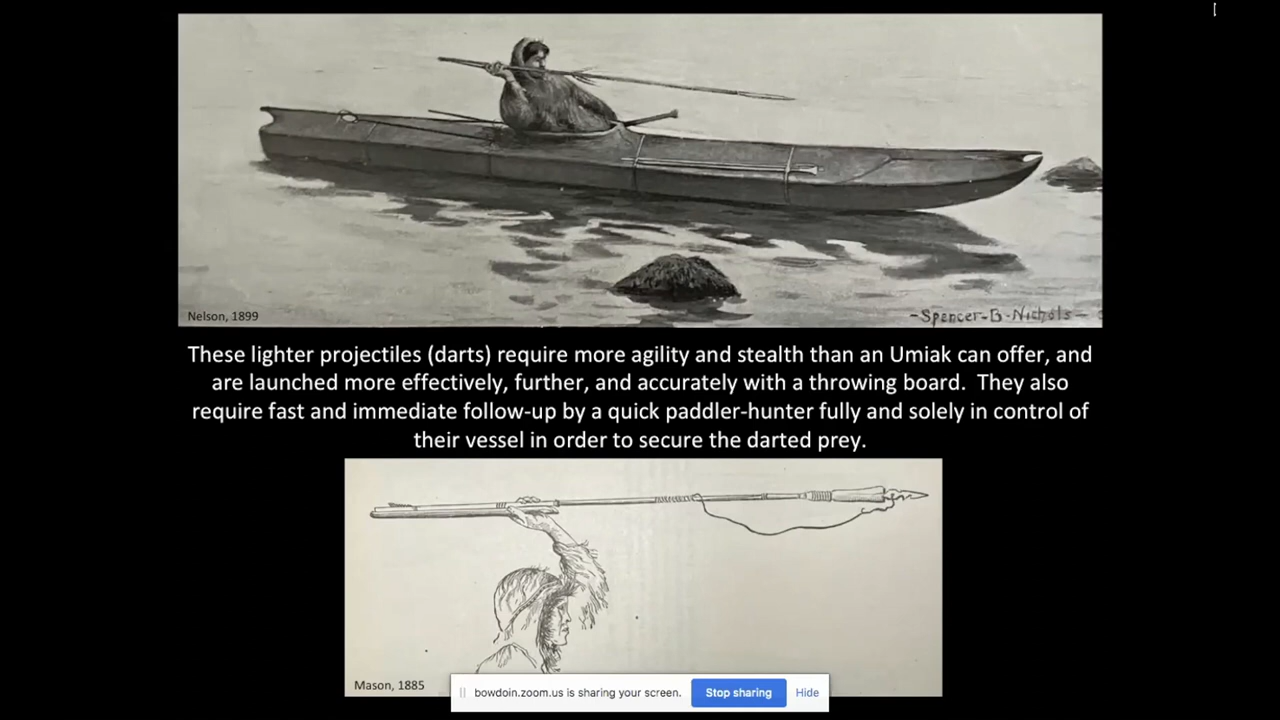 Nelson, 1899
-Spencer-B-Nichols-
These lighter projectiles (darts) require more agility and stealth than an Umiak can offer, and
are launched more effectively, further, and accurately with a throwing board.  They also
require fast and immediate follow-up by a quick paddler-hunter fully and solely in control of
their vessel in order to secure the darted prey.
Mason, 1885
bowdoin.zoom.us is sharing your screen.
Stop sharing
Hide